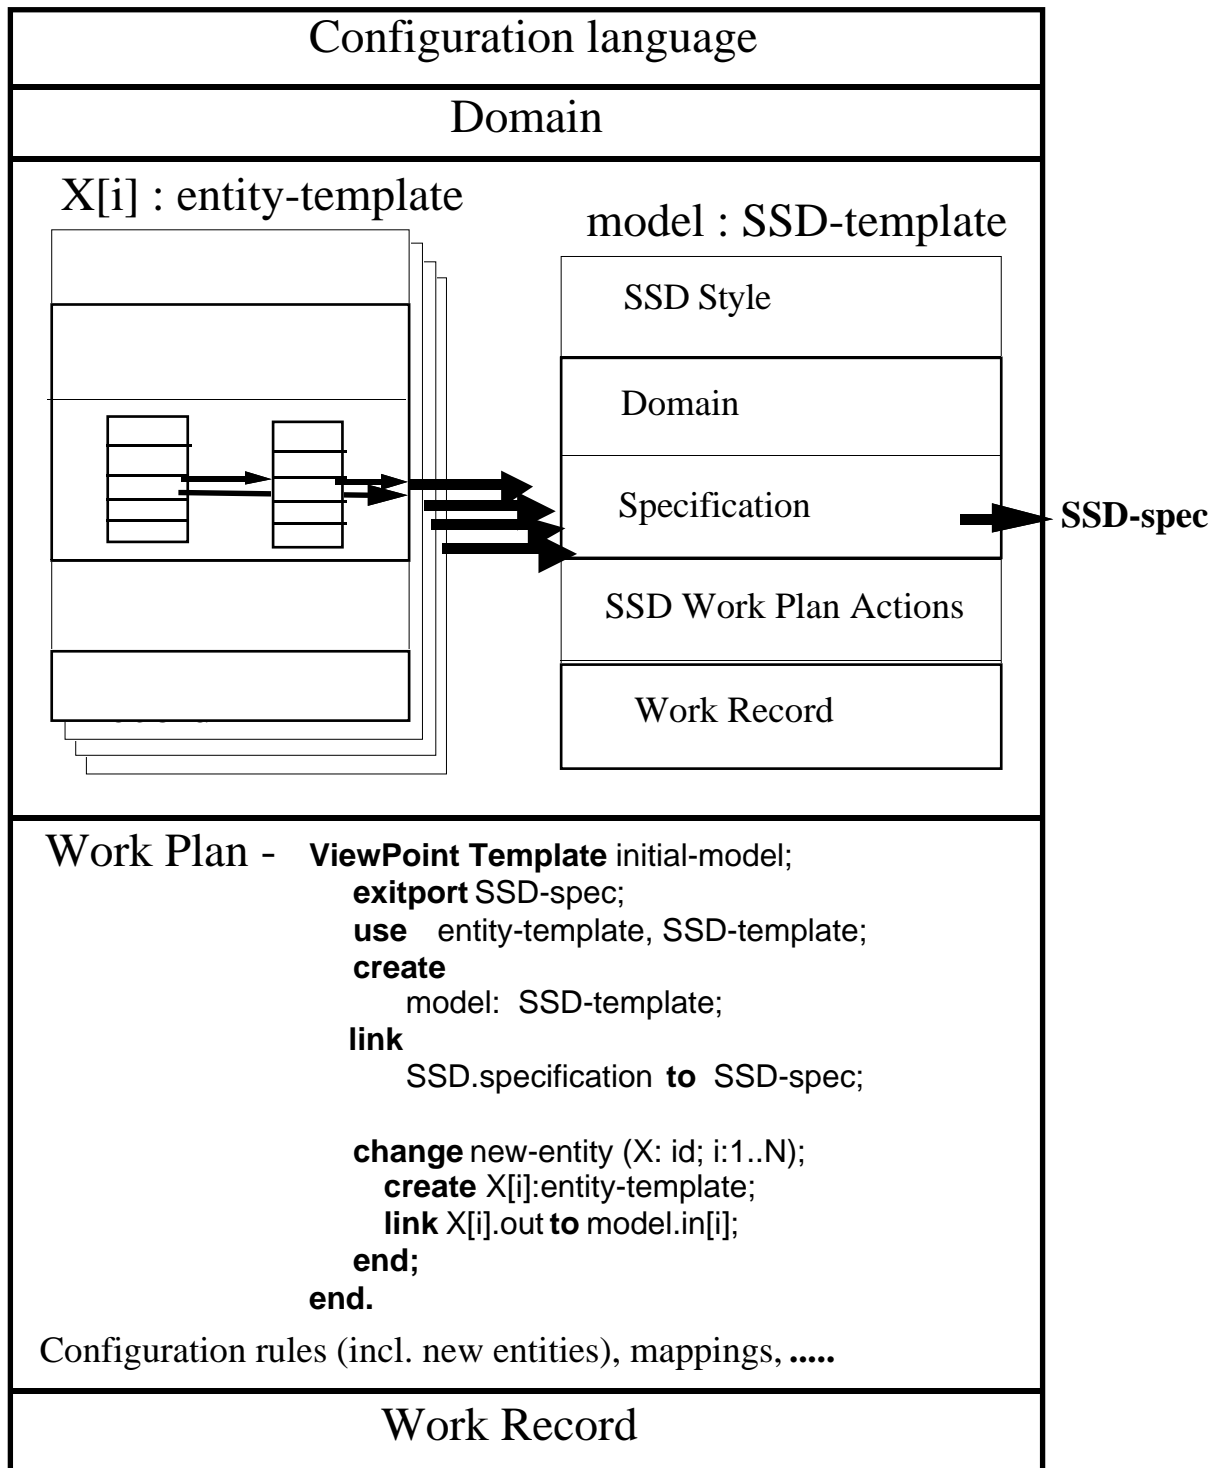 Configuration language
Domain
X[i] : entity-template
model : SSD-template
SSD Style
Domain
Specification
SSD-spec
SSD Work Plan Actions
Work Record
Work Plan - ViewPoint Template initial-model;
exitport SSD-spec;
use entity-template, SSD-template;
create
model: SSD-template;
link
SSD.specification to SSD-spec;
change new-entity (X: id; i:1..N);
create X[i]:entity-template;
link X[i].out to model.in[i];
end;
end.
Configuration rules (incl. new entities), mappings, .....
Work Record